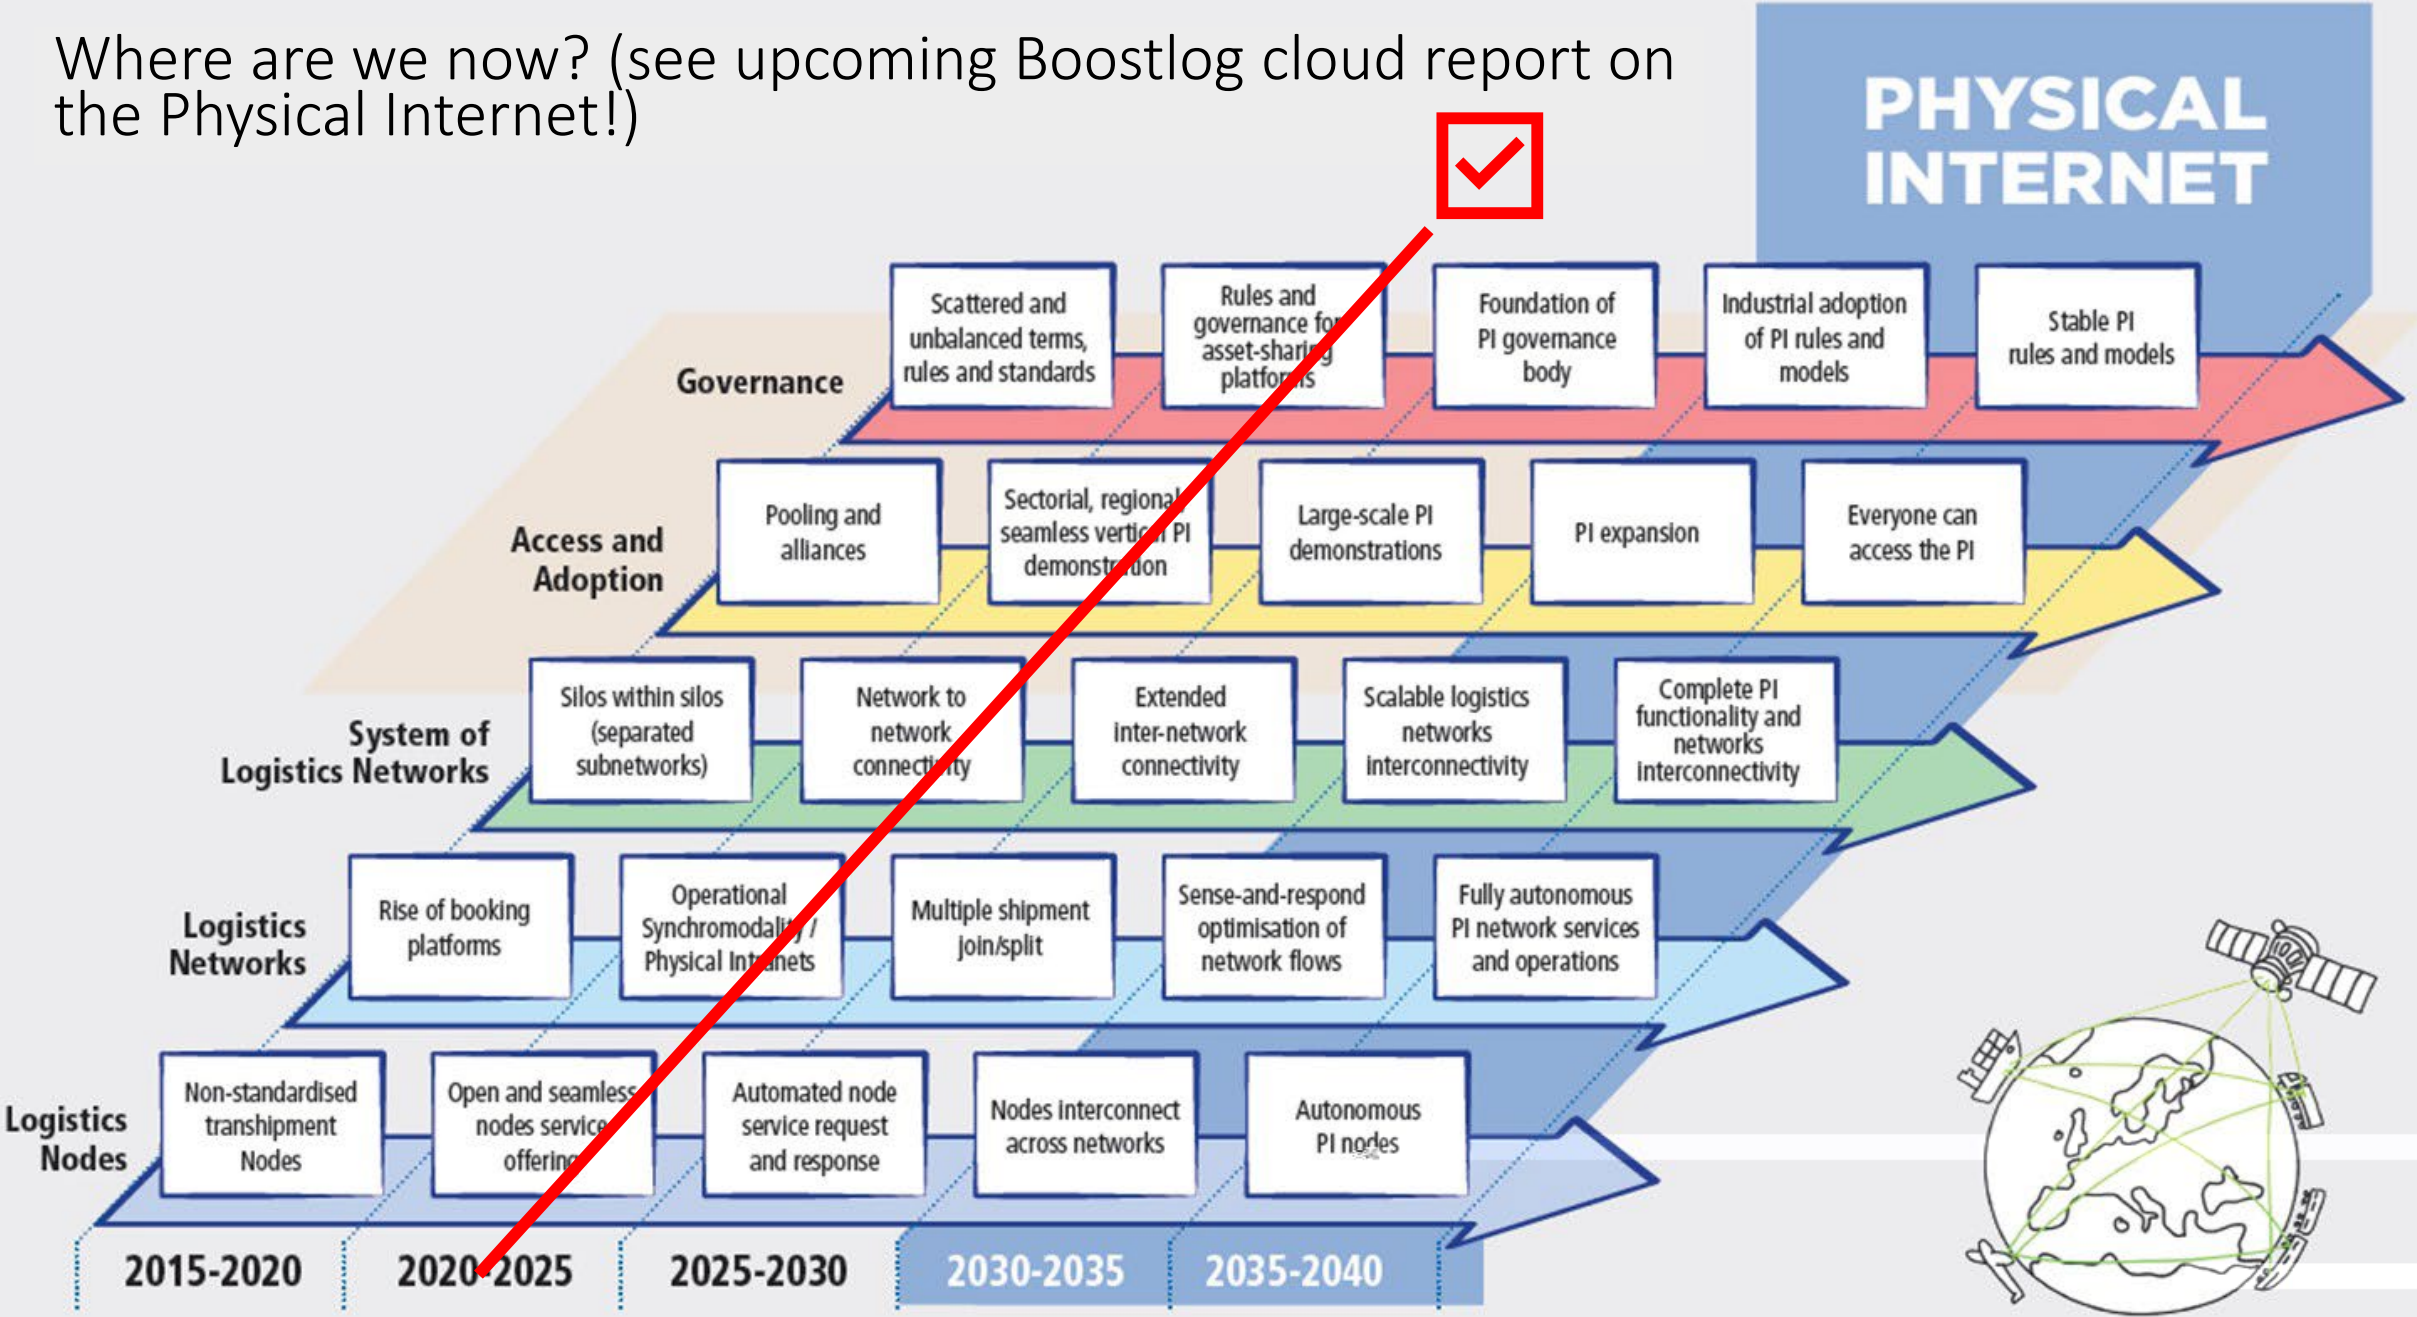 Where are we now? (see upcoming Boostlog cloud report on
the Physical Internet!)
PHYSICAL
INTERNET
Governance
Scattered and
unbalanced terms,
rules and standards
Rules and
governance for
asset-sharing
platforms
Foundation of
PI governance
body
Industrial adoption
of PI rules and
models
Stable PI
rules and models
Access and
Adoption
Pooling and
alliances
Sectorial, regional,
seamless vertical PI
demonstration
Large-scale PI
demonstrations
PI expansion
Everyone can
access the PI
System of
Logistics Networks
Silos within silos
(separated
subnetworks)
Network to
network
connectivity
Extended
inter-network
connectivity
Scalable logistics
networks
interconnectivity
Complete PI
functionality and
networks
interconnectivity
Logistics
Networks
Rise of booking
platforms
Operational
Synchromodality /
Physical Intranets
Multiple shipment
join/split
Sense-and-respond
optimisation of
network flows
Fully autonomous
PI network services
and operations
Logistics
Nodes
Non-standardised
transhipment
Nodes
Open and seamless
nodes service
offering
Automated node
service request
and response
Nodes interconnect
across networks
Autonomous
PI nodes
2015-2020
2020-2025
2025-2030
2030-2035
2035-2040